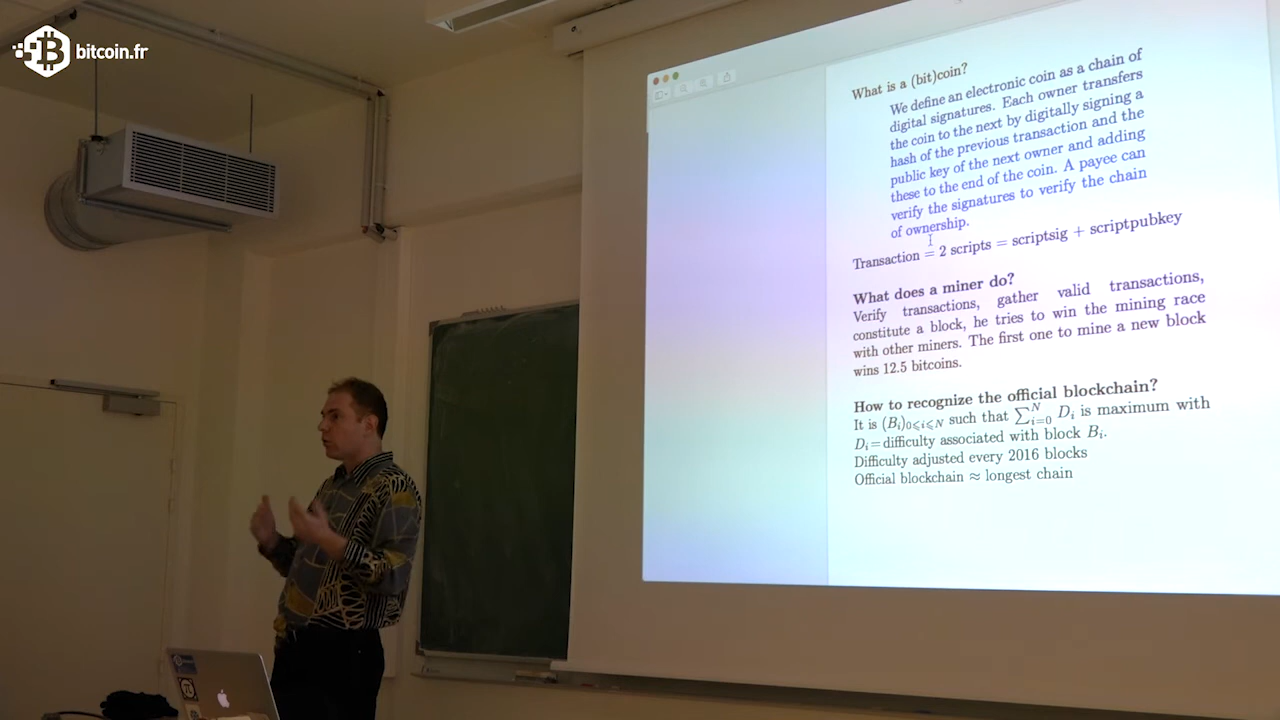 bitcoin.fr
What is a (bit)coin?
We define an electronic coin as a chain of
digital signatures. Each owner transfers
the coin to the next by digitally signing a
hash of the previous transaction and the
public key of the next owner and adding
these to the end of the coin. A payee can
verify the signatures to verify the chain
of ownership.
Transaction = 2 scripts = scriptsig + scriptpubkey
What does a miner do?
Verify transactions, gather valid transactions,
constitute a block, he tries to win the mining race
with other miners. The first one to mine a new block
wins 12.5 bitcoins.
How to recognize the official blockchain?
It is (B_i)_{0⩽i⩽N} such that ∑_{i=0}^{N} D_i is maximum with
D_i = difficulty associated with block B_i.
Difficulty adjusted every 2016 blocks
Official blockchain ≈ longest chain